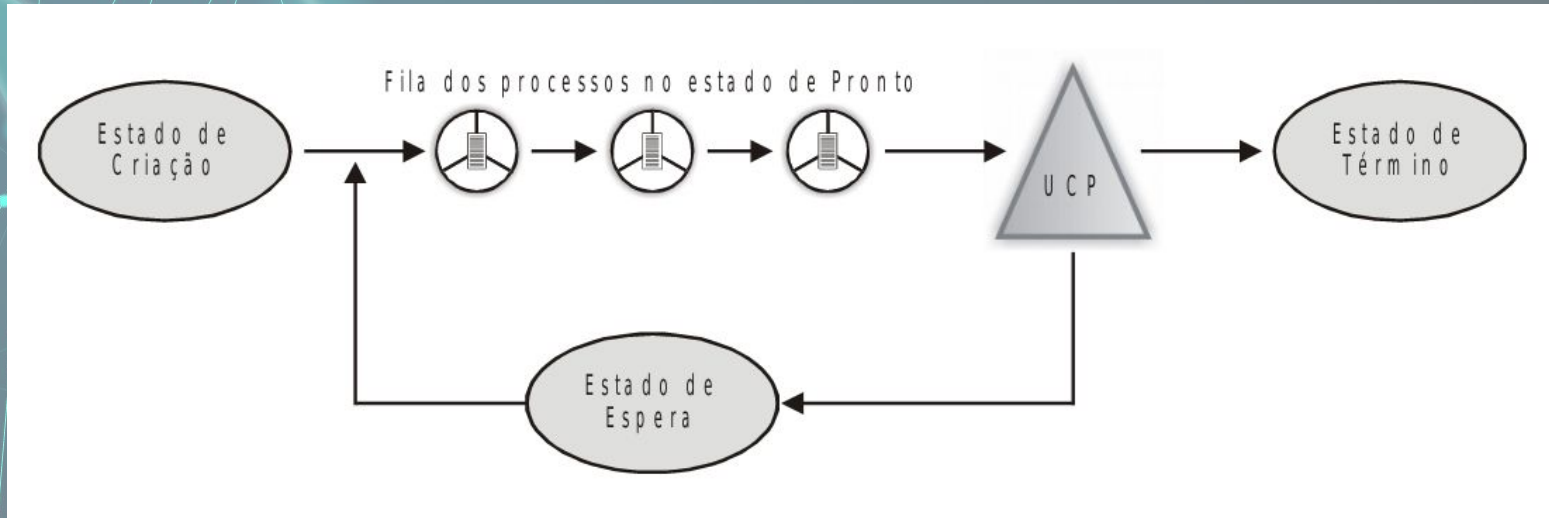 Fila dos processos no estado de Pronto
Estado de
Criação
UCP
Estado de
Término
Estado de
Espera